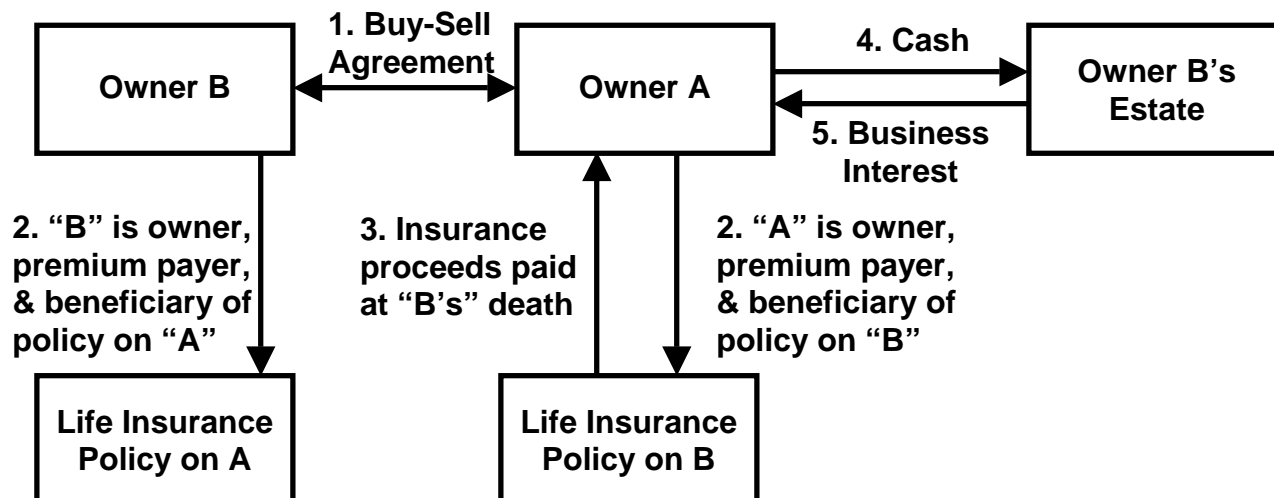 Owner B
1. Buy-Sell
Agreement
Owner A
4. Cash
5. Business
Interest
Owner B’s
Estate
2. “B” is owner,
premium payer,
& beneficiary of
policy on “A”
3. Insurance
proceeds paid
at “B’s” death
2. “A” is owner,
premium payer,
& beneficiary of
policy on “B”
Life Insurance
Policy on A
Life Insurance
Policy on B